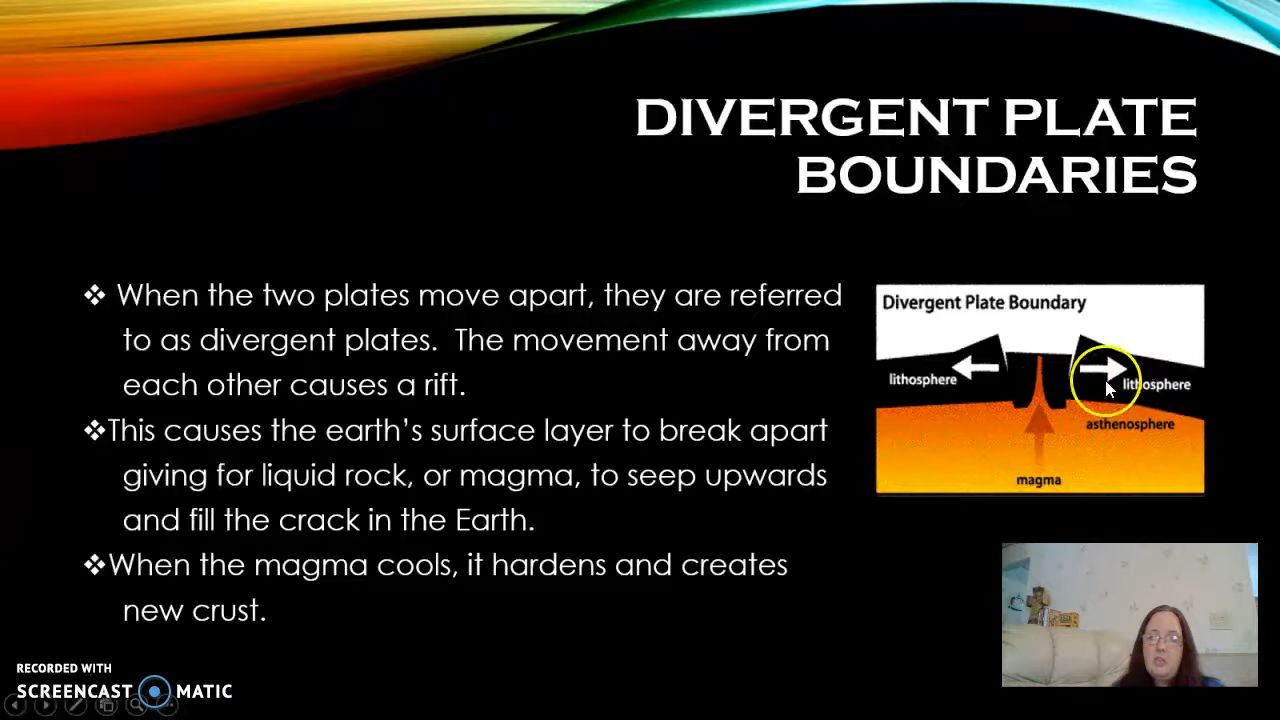 DIVERGENT PLATE
BOUNDARIES
❖ When the two plates move apart, they are referred
to as divergent plates.  The movement away from
each other causes a rift.
❖This causes the earth's surface layer to break apart
giving for liquid rock, or magma, to seep upwards
and fill the crack in the Earth.
❖When the magma cools, it hardens and creates
new crust.
Divergent Plate Boundary
lithosphere
lithosphere
asthenosphere
magma
RECORDED WITH
SCREENCAST MATIC